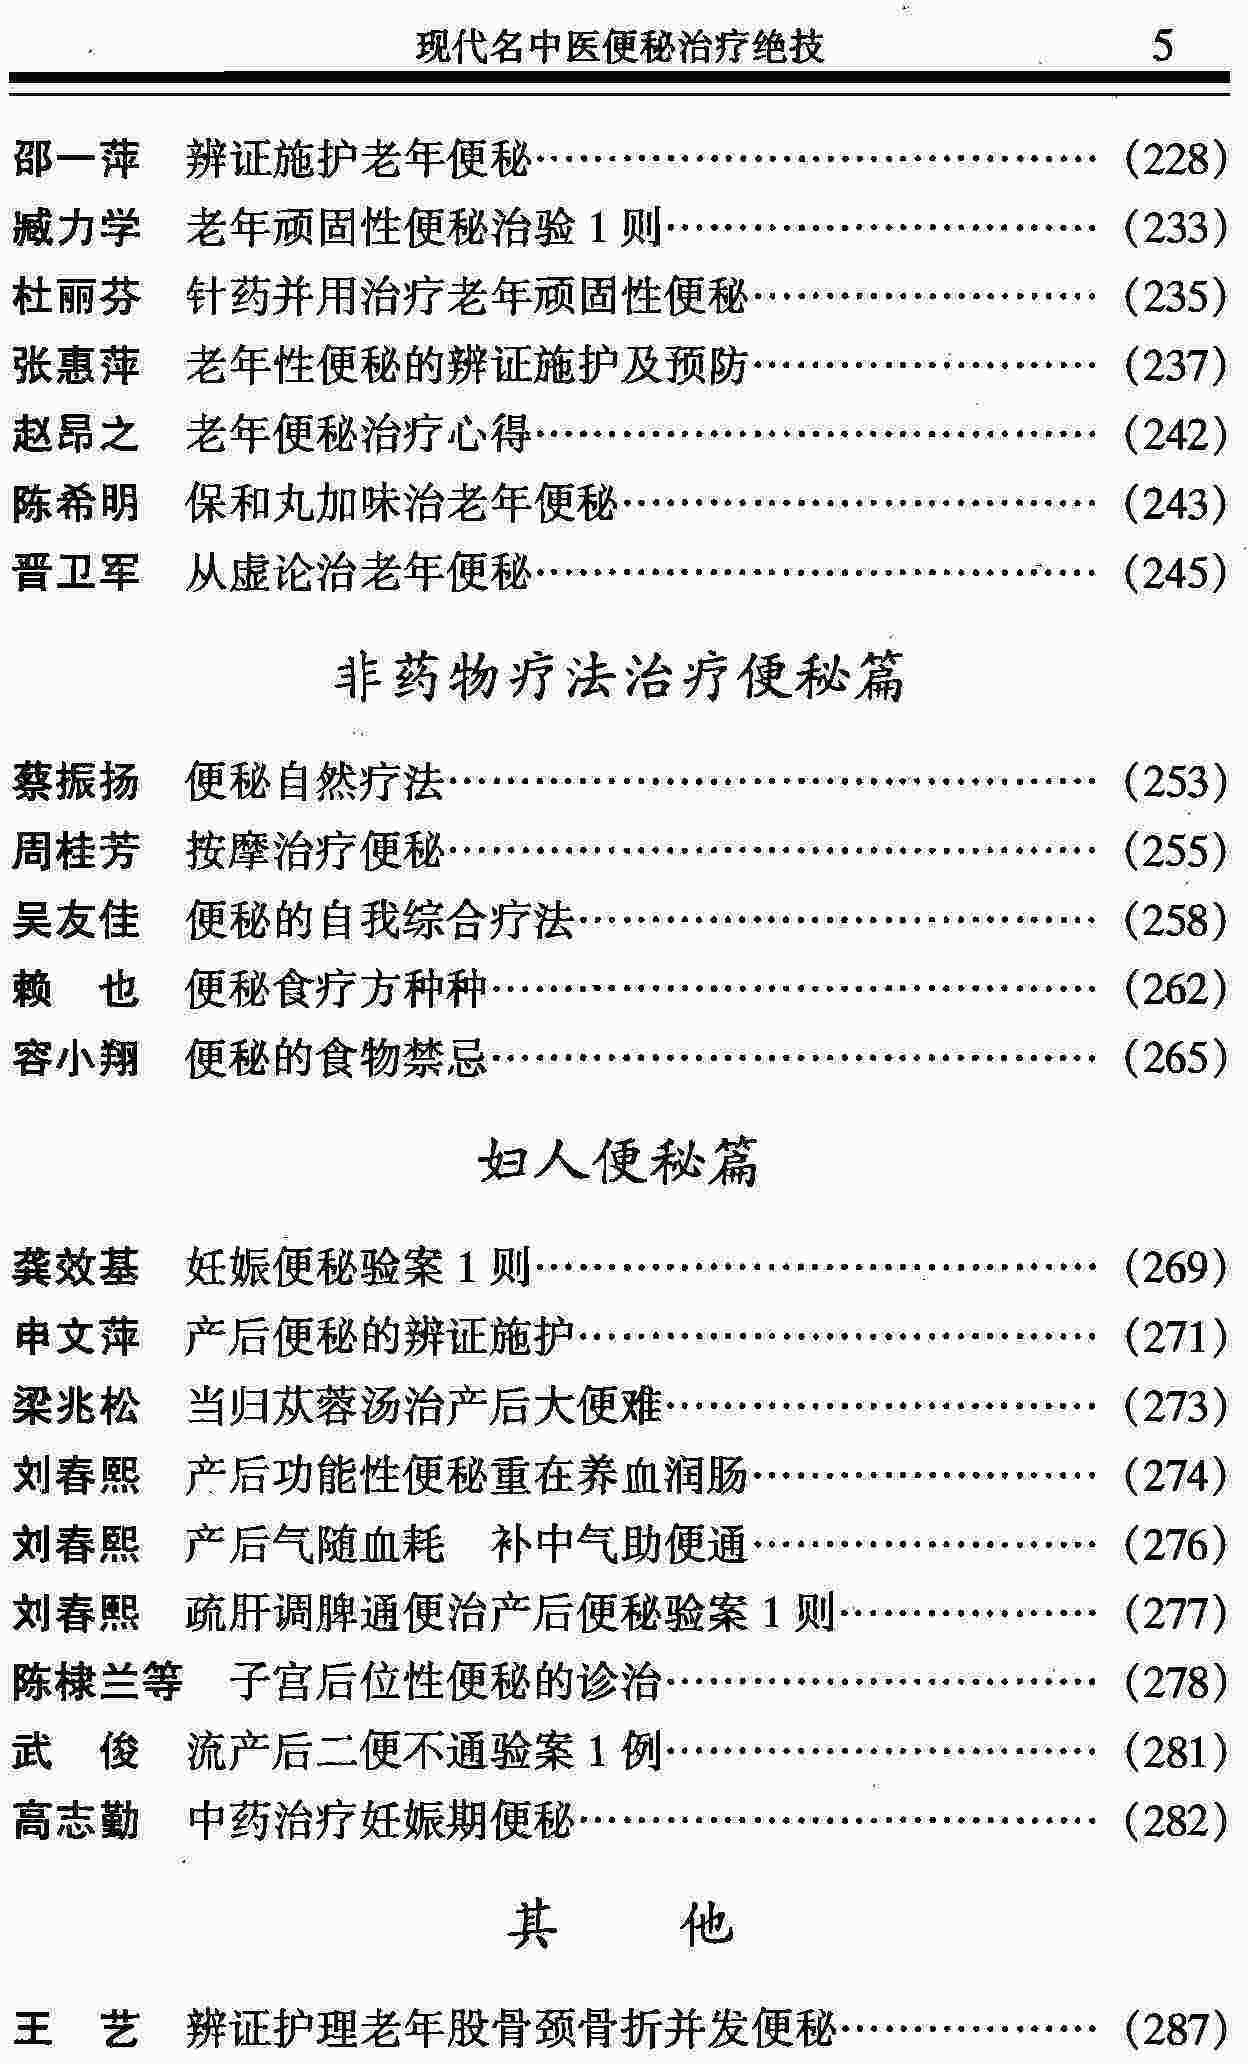 现代名中医便秘治疗绝技 5
邵一萍 辨证施护老年便秘…………………………………(228)
臧力学 老年顽固性便秘治验1则…………………………(233)
杜丽芬 针药并用治疗老年顽固性便秘……………………(235)
张惠萍 老年性便秘的辨证施护及预防……………………(237)
赵昂之 老年便秘治疗心得…………………………………(242)
陈希明 保和丸加味治老年便秘……………………………(243)
晋卫军 从虚论治老年便秘…………………………………(245)
非药物疗法治疗便秘篇
蔡振扬 便秘自然疗法………………………………………(253)
周桂芳 按摩治疗便秘………………………………………(255)
吴友佳 便秘的自我综合疗法………………………………(258)
赖 也 便秘食疗方种种……………………………………(262)
容小翔 便秘的食物禁忌……………………………………(265)
妇人便秘篇
龚效基 妊娠便秘验案1则…………………………………(269)
申文萍 产后便秘的辨证施护………………………………(271)
梁兆松 当归苁蓉汤治产后大便难…………………………(273)
刘春熙 产后功能性便秘重在养血润肠……………………(274)
刘春熙 产后气随血耗 补中气助便通……………………(276)
刘春熙 疏肝调脾通便治产后便秘验案1则………………(277)
陈棣兰等 子宫后位性便秘的诊治…………………………(278)
武 俊 流产后二便不通验案1例…………………………(281)
高志勤 中药治疗妊娠期便秘………………………………(282)
其 他
王 艺 辨证护理老年股骨颈骨折并发便秘………………(287)